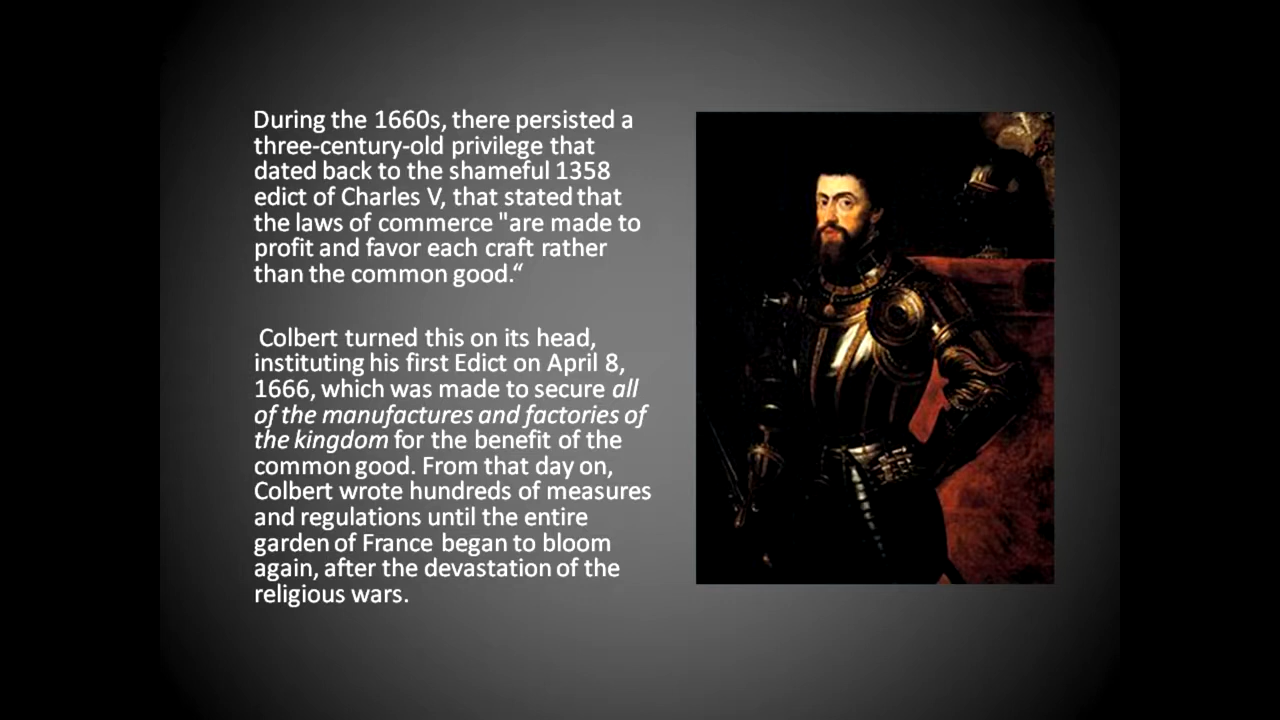 During the 1660s, there persisted a
three-century-old privilege that
dated back to the shameful 1358
edict of Charles V, that stated that
the laws of commerce "are made to
profit and favor each craft rather
than the common good.“
Colbert turned this on its head,
instituting his first Edict on April 8,
1666, which was made to secure all
of the manufactures and factories of
the kingdom for the benefit of the
common good. From that day on,
Colbert wrote hundreds of measures
and regulations until the entire
garden of France began to bloom
again, after the devastation of the
religious wars.